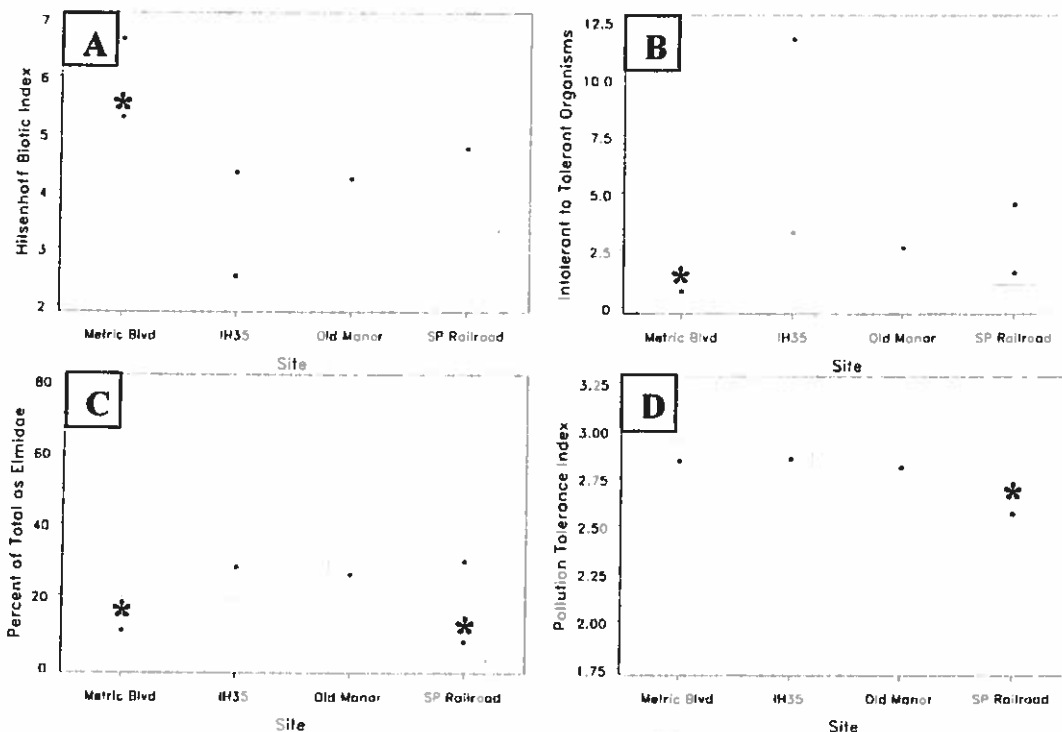 A
Hilsenhoff Biotic Index
7
6
5
4
3
2
Metric Blvd IH35 Old Manor SP Railroad
Site
B
Intolerant to Tolerant Organisms
12.5
10.0
7.5
5.0
2.5
0
Metric Blvd IH35 Old Manor SP Railroad
Site
C
Percent of Total as Elmidae
80
60
40
20
0
Metric Blvd IH35 Old Manor SP Railroad
Site
D
Pollution Tolerance Index
3.25
3.00
2.75
2.50
2.25
2.00
1.75
Metric Blvd IH35 Old Manor SP Railroad
Site